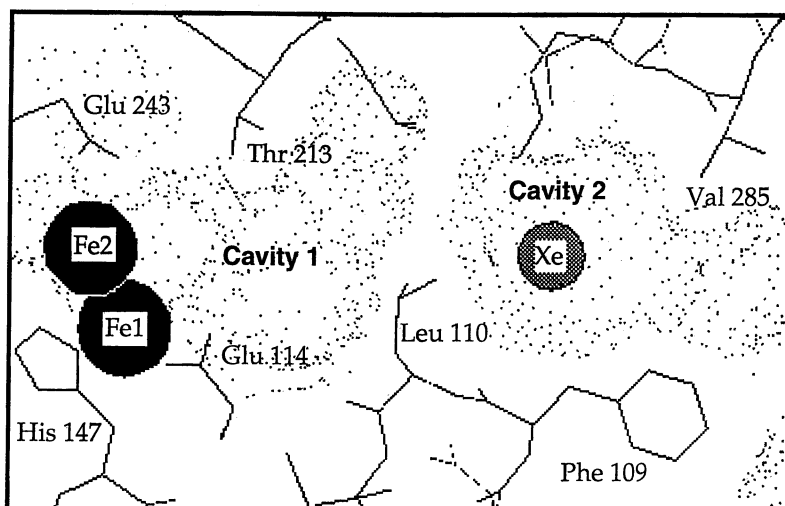 Glu 243
Thr 213
Cavity 2
Val 285
Fe2
Cavity 1
Xe
Fe1
Leu 110
Glu 114
His 147
Phe 109